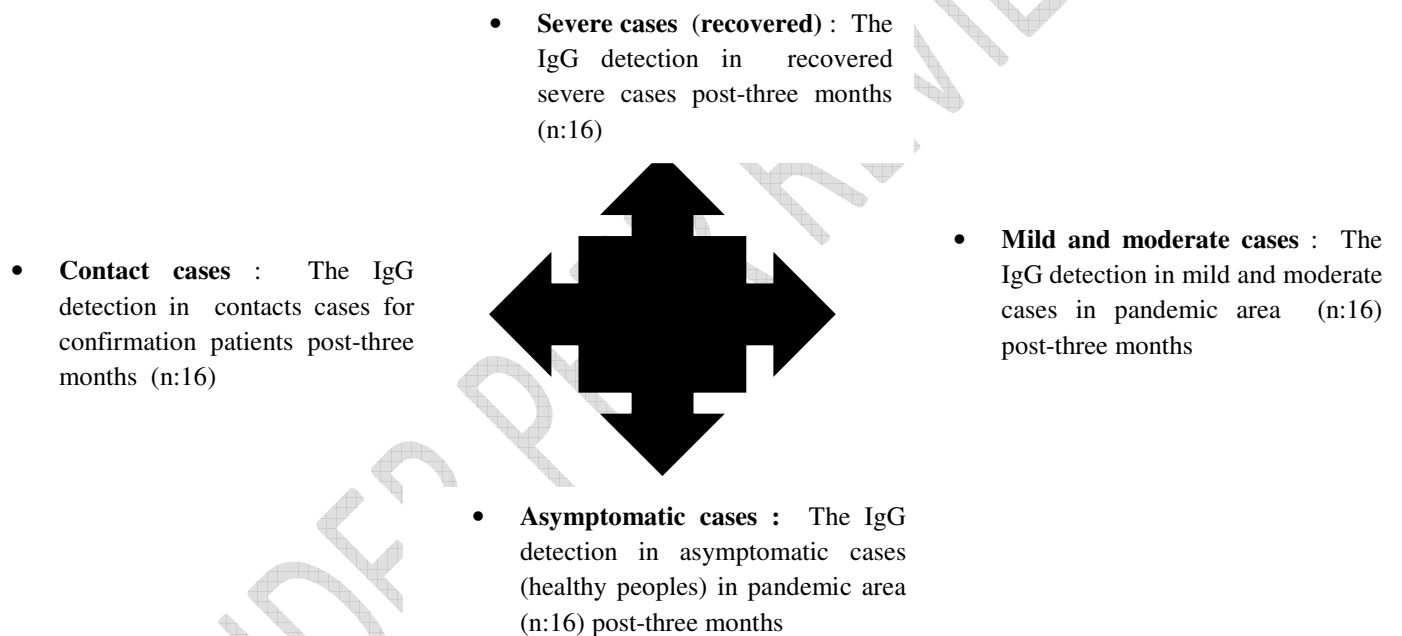 • Severe cases (recovered) : The
IgG detection in recovered
severe cases post-three months
(n:16)
• Contact cases : The IgG
detection in contacts cases for
confirmation patients post-three
months (n:16)
• Mild and moderate cases : The
IgG detection in mild and moderate
cases in pandemic area (n:16)
post-three months
• Asymptomatic cases : The IgG
detection in asymptomatic cases
(healthy peoples) in pandemic area
(n:16) post-three months